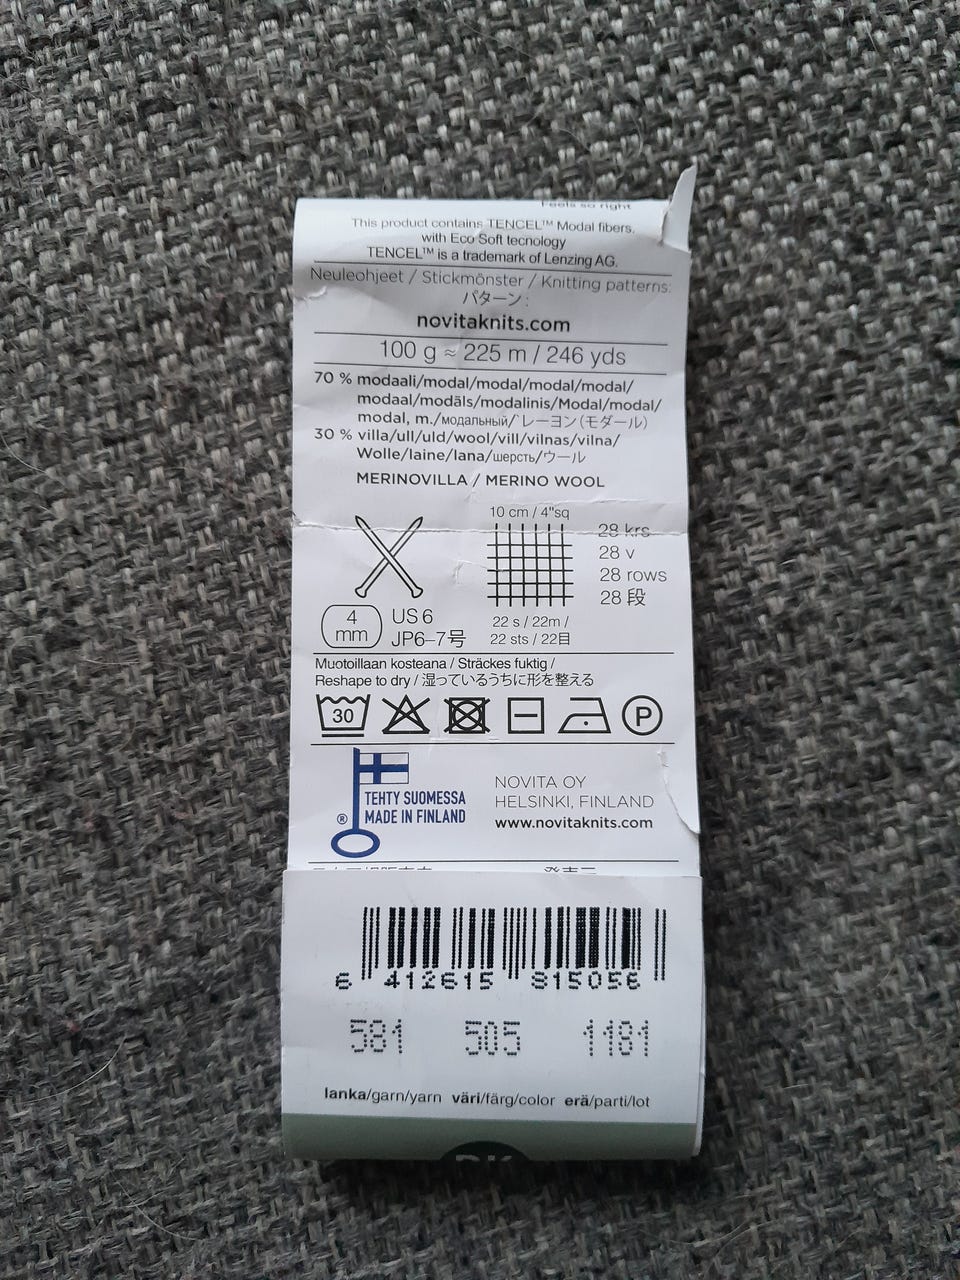 Feels so right
This product contains TENCEL™ Modal fibers,
with Eco Soft tecnology
TENCEL™ is a trademark of Lenzing AG.
Neuleohjeet / Stickmönster / Knitting patterns:
パターン:
novitaknits.com
100 g ≈ 225 m / 246 yds
70 % modaali/modal/modal/modal/modal/
modaal/modāls/modalinis/Modal/modal/
modal, m./модальный/レーヨン(モダール)
30 % villa/ull/uld/wool/vill/vilnas/vilna/
Wolle/laine/lana/шерсть/ウール
MERINOVILLA / MERINO WOOL
10 cm / 4"sq
28 krs
28 v
28 rows
28 段
4 mm
US 6
JP6–7号
22 s / 22m /
22 sts / 22目
Muotoillaan kosteana / Sträckes fuktig /
Reshape to dry / 湿っているうちに形を整える
30 P
® TEHTY SUOMESSA
MADE IN FINLAND
NOVITA OY
HELSINKI, FINLAND
www.novitaknits.com
6 412615 815056
581 505 1181
lanka/garn/yarn väri/färg/color erä/parti/lot
DK